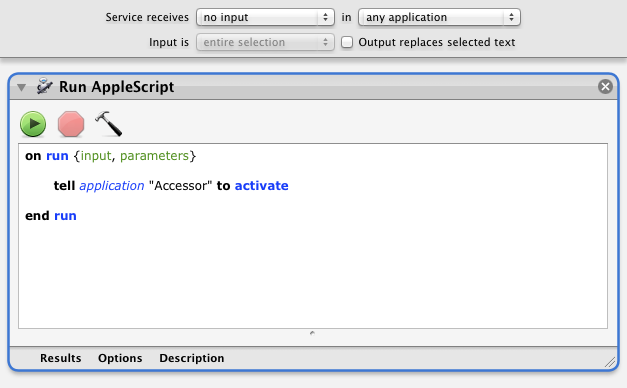 Service receives no input in any application
Input is entire selection Output replaces selected text
Run AppleScript
on run {input, parameters}
tell application "Accessor" to activate
end run
Results Options Description